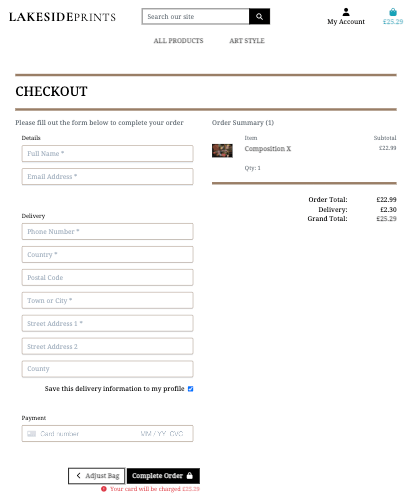 LAKESIDEPRINTS
Search our site
My Account
£25.29
ALL PRODUCTS
ART STYLE
CHECKOUT
Please fill out the form below to complete your order
Details
Full Name *
Email Address *
Delivery
Phone Number *
Country *
Postal Code
Town or City *
Street Address 1 *
Street Address 2
County
Save this delivery information to my profile
Payment
Card number MM / YY CVC
Adjust Bag
Complete Order
Your card will be charged £25.29
Order Summary (1)
Item Subtotal
Composition X £22.99
Qty: 1
Order Total: £22.99
Delivery: £2.30
Grand Total: £25.29